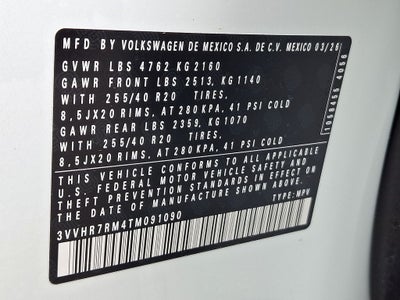 MFD BY VOLKSWAGEN DE MEXICO S.A. DE C.V. MEXICO 03/26
GVWR LBS 4762 KG2160
GAWR FRONT LBS 2513, KG1140
WITH 255/40 R20 TIRES.
8,5JX20 RIMS, AT 280KPA, 41 PSI COLD
GAWR REAR LBS 2359, KG1070
WITH 255/40 R20 TIRES.
8,5JX20 RIMS, AT 280KPA, 41 PSI COLD
THIS VEHICLE CONFORMS TO ALL APPLICABLE
U.S. FEDERAL MOTOR VEHICLE SAFETY AND
THEFT PREVENTION STANDARDS IN EFFECT ON
THE DATE OF MANUFACTURE SHOWN ABOVE.
3VVHR7RM4TM091090 TYPE: MPV
1058455 4056